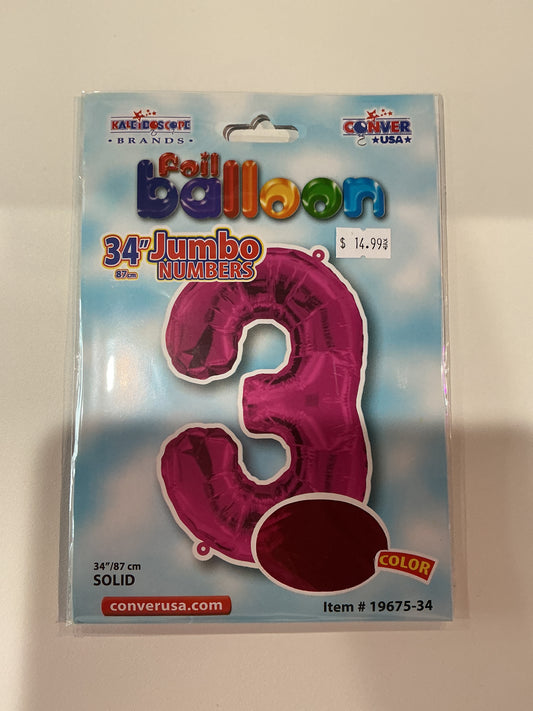 KALEIDOSCOPE
BRANDS
CONVER
USA
Foil
balloon
$ 14.99
34" Jumbo
87cm NUMBERS
COLOR
34"/87 cm
SOLID
converusa.com
Item # 19675-34